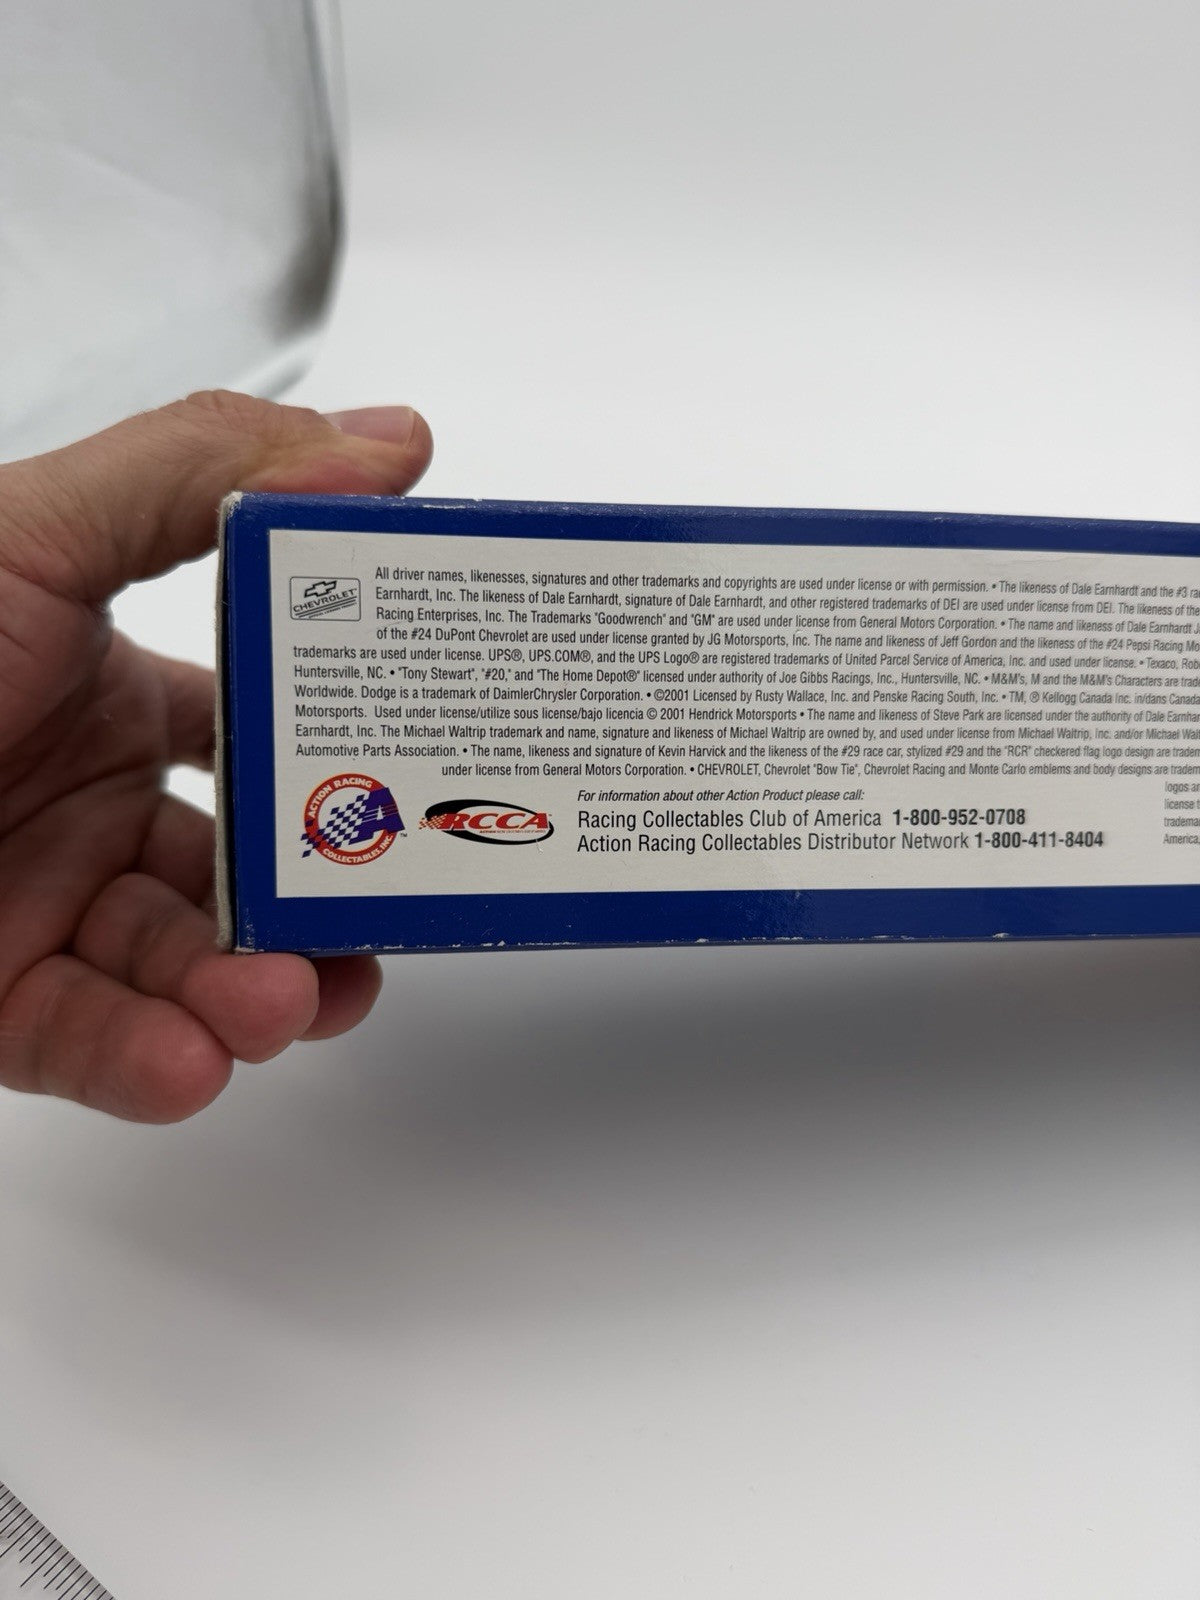 CHEVROLET
All driver names, likenesses, signatures and other trademarks and copyrights are used under license or with permission. • The likeness of Dale Earnhardt and the #3
Earnhardt, Inc. The likeness of Dale Earnhardt, signature of Dale Earnhardt, and other registered trademarks of DEI are used under license from DEI. The likeness of the
Racing Enterprises, Inc. The Trademarks "Goodwrench" and "GM" are used under license from General Motors Corporation. • The name and likeness of Dale Earnhardt
of the #24 DuPont Chevrolet are used under license granted by JG Motorsports, Inc. The name and likeness of Jeff Gordon and the likeness of the #24 Pepsi Racing
trademarks are used under license. UPS®, UPS.COM®, and the UPS Logo® are registered trademarks of United Parcel Service of America, Inc. and used under license. • Texaco,
Huntersville, NC. • "Tony Stewart", "#20," and "The Home Depot®" licensed under authority of Joe Gibbs Racings, Inc., Huntersville, NC. • M&M's, M and the M&M's Characters are
Worldwide. Dodge is a trademark of DaimlerChrysler Corporation. • ©2001 Licensed by Rusty Wallace, Inc. and Penske Racing South, Inc. • TM, ® Kellogg Canada Inc. in/dans Canada
Motorsports. Used under license/utilize sous license/bajo licencia © 2001 Hendrick Motorsports • The name and likeness of Steve Park are licensed under the authority of Dale
Earnhardt, Inc. The Michael Waltrip trademark and name, signature and likeness of Michael Waltrip are owned by, and used under license from Michael Waltrip, Inc. and/or Michael
Automotive Parts Association. • The name, likeness and signature of Kevin Harvick and the likeness of the #29 race car, stylized #29 and the "RCR" checkered flag logo design are
under license from General Motors Corporation. • CHEVROLET, Chevrolet "Bow Tie", Chevrolet Racing and Monte Carlo emblems and body designs are
logos
license
America,
ACTION RACING
COLLECTABLES, INC.
™
RCCA
For information about other Action Product please call:
Racing Collectables Club of America 1-800-952-0708
Action Racing Collectables Distributor Network 1-800-411-8404